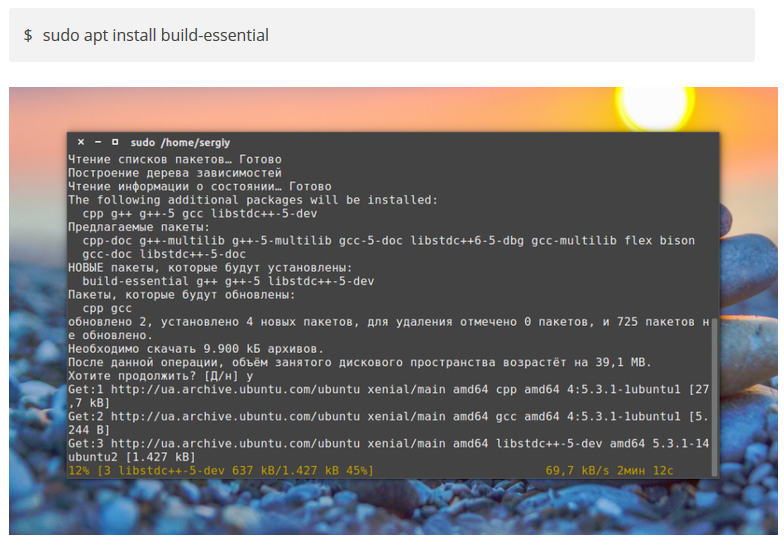 $ sudo apt install build-essential
sudo /home/sergiy
Чтение списков пакетов… Готово
Построение дерева зависимостей
Чтение информации о состоянии… Готово
The following additional packages will be installed:
cpp g++ g++-5 gcc libstdc++-5-dev
Предлагаемые пакеты:
cpp-doc g++-multilib g++-5-multilib gcc-5-doc libstdc++6-5-dbg gcc-multilib flex bison
gcc-doc libstdc++-5-doc
НОВЫЕ пакеты, которые будут установлены:
build-essential g++ g++-5 libstdc++-5-dev
Пакеты, которые будут обновлены:
cpp gcc
обновлено 2, установлено 4 новых пакетов, для удаления отмечено 0 пакетов, и 725 пакетов н
е обновлено.
Необходимо скачать 9.900 kБ архивов.
После данной операции, объём занятого дискового пространства возрастёт на 39,1 MB.
Хотите продолжить? [Д/н] y
Get:1 http://ua.archive.ubuntu.com/ubuntu xenial/main amd64 cpp amd64 4:5.3.1-1ubuntu1 [27
,7 kB]
Get:2 http://ua.archive.ubuntu.com/ubuntu xenial/main amd64 gcc amd64 4:5.3.1-1ubuntu1 [5.
244 B]
Get:3 http://ua.archive.ubuntu.com/ubuntu xenial/main amd64 libstdc++-5-dev amd64 5.3.1-14
ubuntu2 [1.427 kB]
12% [3 libstdc++-5-dev 637 kB/1.427 kB 45%] 69,7 kB/s 2мин 12с